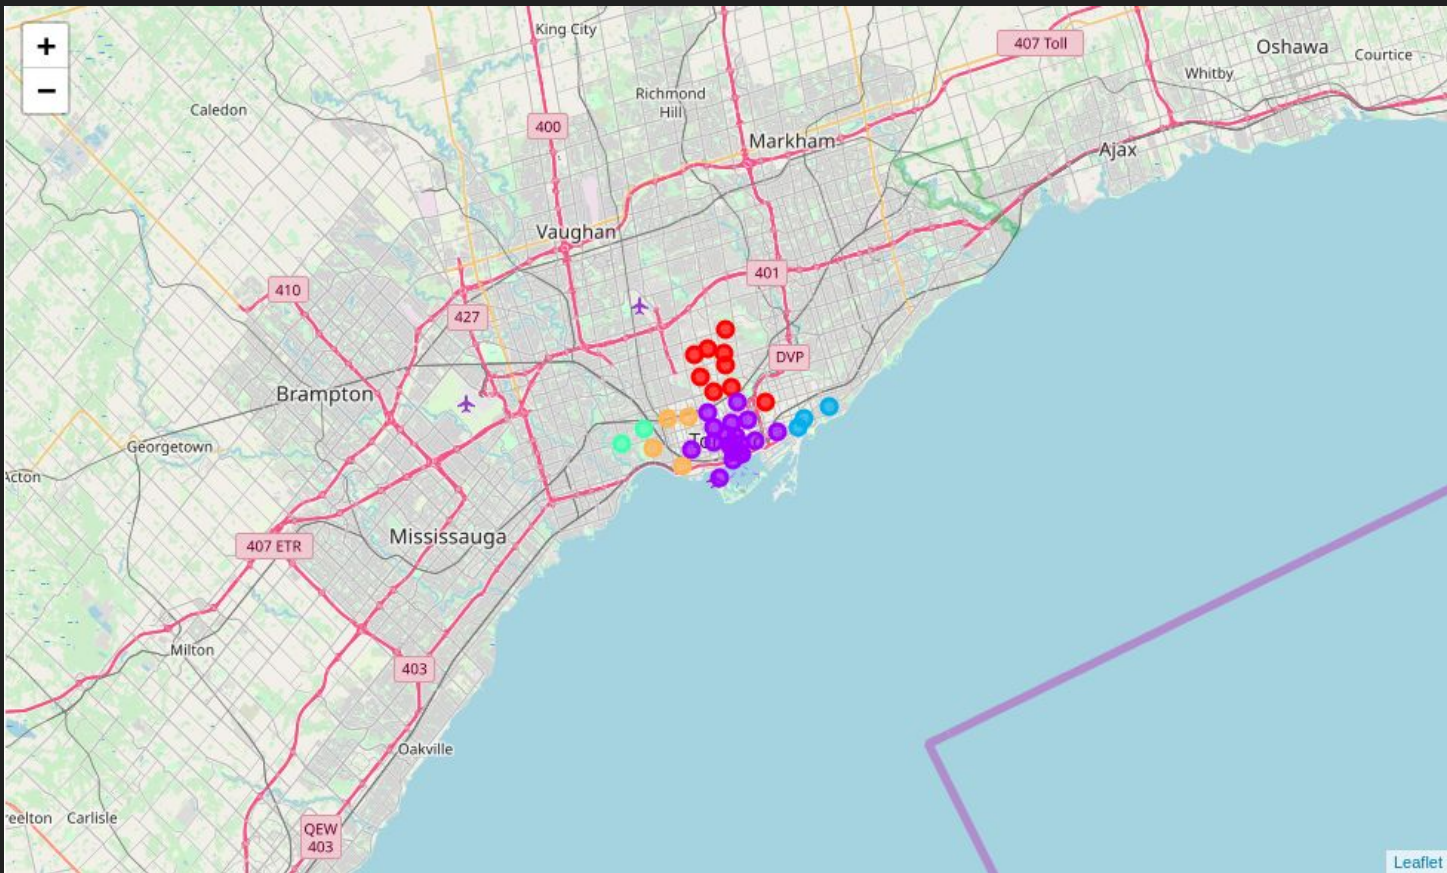 +
−
King City
407 Toll
Oshawa
Courtice
Whitby
Richmond
Hill
Caledon
400
Markham
Ajax
Vaughan
401
410
427
DVP
Brampton
Georgetown
Acton
Mississauga
407 ETR
Milton
403
Oakville
reelton
Carlisle
QEW
403
Leaflet